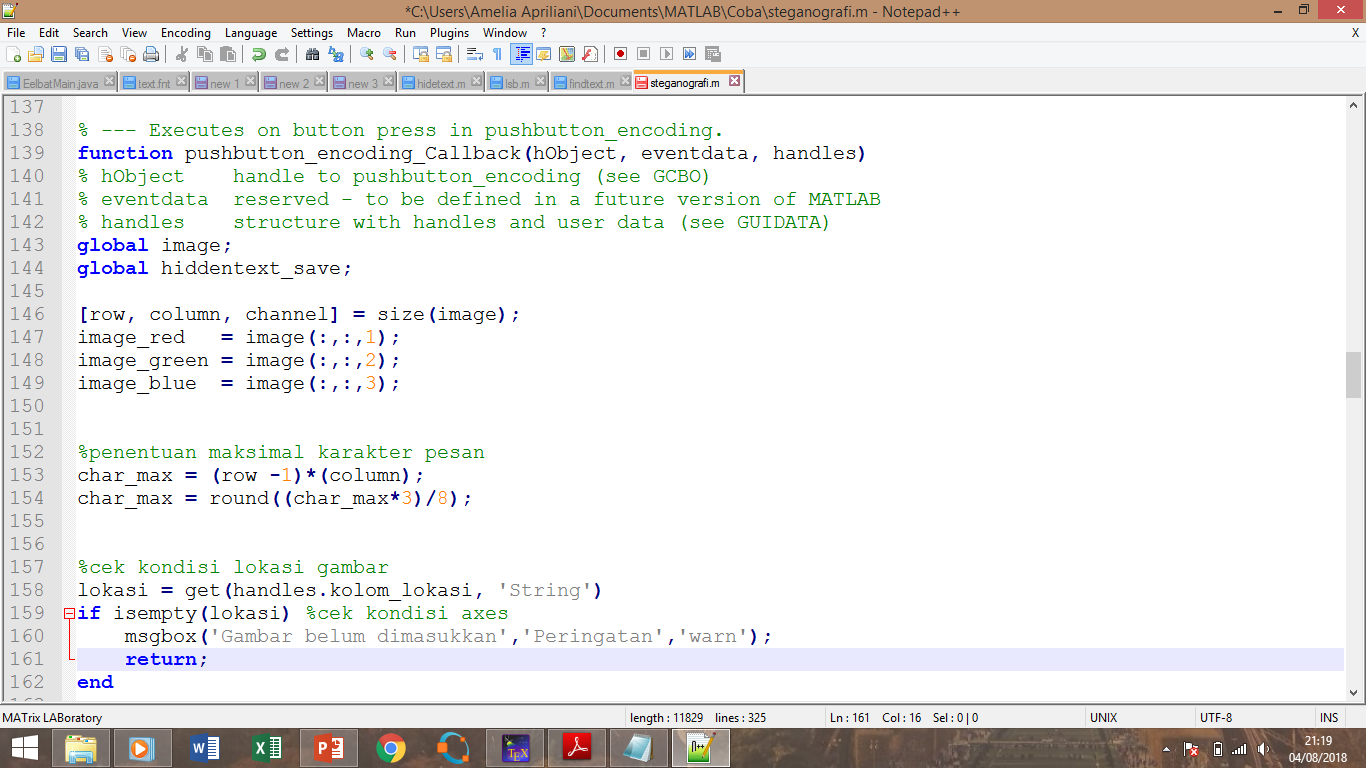 *C:\Users\Amelia Apriliani\Documents\MATLAB\Coba\steganografi.m - Notepad++
File Edit Search View Encoding Language Settings Macro Run Plugins Window ? X
EelbatMain.java text.fnt new 1 new 2 new 3 hidetext.m lsb.m findtext.m steganografi.m
137
138 % --- Executes on button press in pushbutton_encoding.
139 function pushbutton_encoding_Callback(hObject, eventdata, handles)
140 % hObject    handle to pushbutton_encoding (see GCBO)
141 % eventdata  reserved - to be defined in a future version of MATLAB
142 % handles    structure with handles and user data (see GUIDATA)
143 global image;
144 global hiddentext_save;
145
146 [row, column, channel] = size(image);
147 image_red   = image(:,:,1);
148 image_green = image(:,:,2);
149 image_blue  = image(:,:,3);
150
151
152 %penentuan maksimal karakter pesan
153 char_max = (row -1)*(column);
154 char_max = round((char_max*3)/8);
155
156
157 %cek kondisi lokasi gambar
158 lokasi = get(handles.kolom_lokasi, 'String')
159 if isempty(lokasi) %cek kondisi axes
160     msgbox('Gambar belum dimasukkan','Peringatan','warn');
161     return;
162 end
MATrix LABoratory length : 11829 lines : 325 Ln : 161 Col : 16 Sel : 0 | 0 UNIX UTF-8 INS
21:19
04/08/2018